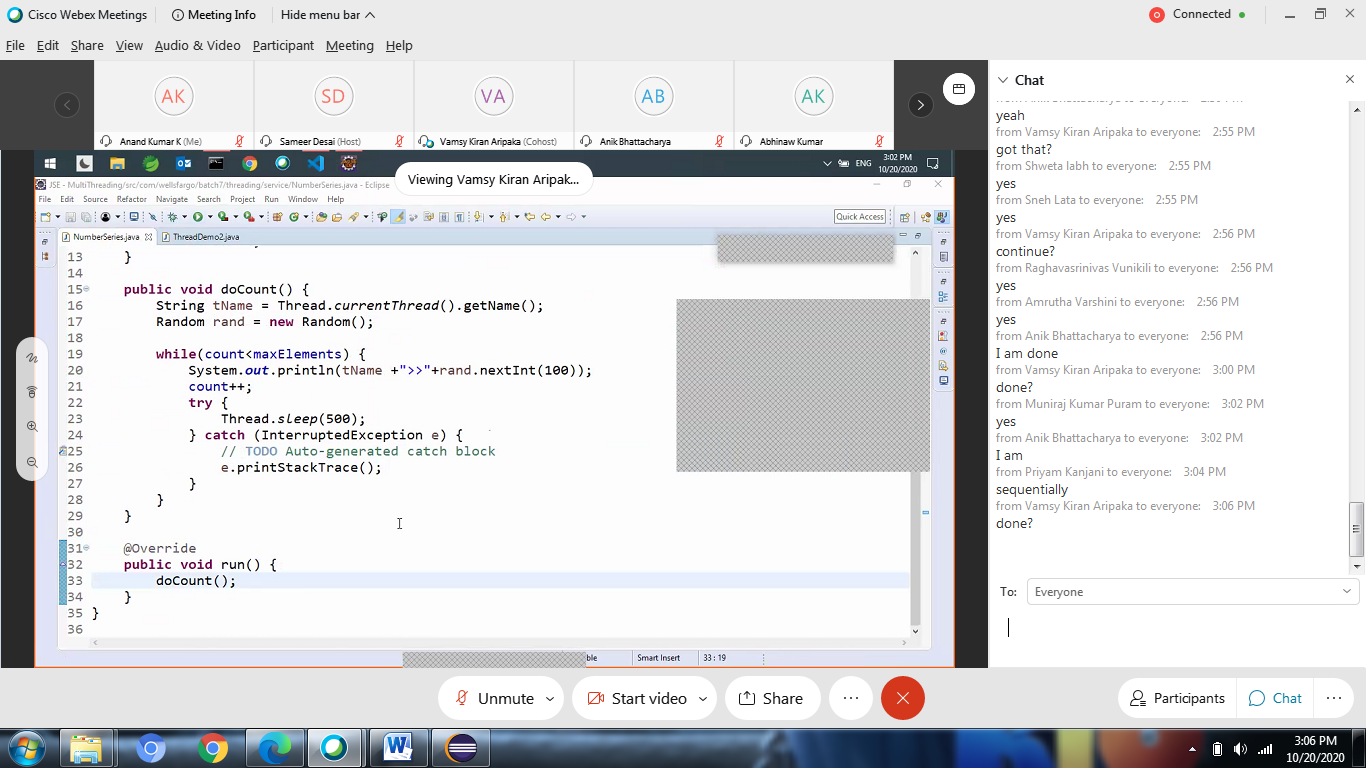 Cisco Webex Meetings
Meeting Info
Hide menu bar
Connected
File Edit Share View Audio & Video Participant Meeting Help
AK
SD
VA
AB
AK
Anand Kumar K (Me)
Sameer Desai (Host)
Vamsy Kiran Aripaka (Cohost)
Anik Bhattacharya
Abhinaw Kumar
ENG
3:02 PM
10/20/2020
Viewing Vamsy Kiran Aripak...
JSE - MultiThreading/src/com/wellsfargo/batch7/threading/service/NumberSeries.java - Eclipse
File Edit Source Refactor Navigate Search Project Run Window Help
Quick Access
NumberSeries.java
ThreadDemo2.java
13 }
14
15 public void doCount() {
16 String tName = Thread.currentThread().getName();
17 Random rand = new Random();
18
19 while(count<maxElements) {
20 System.out.println(tName +">>"+rand.nextInt(100));
21 count++;
22 try {
23 Thread.sleep(500);
24 } catch (InterruptedException e) {
25 // TODO Auto-generated catch block
26 e.printStackTrace();
27 }
28 }
29 }
30
31 @Override
32 public void run() {
33 doCount();
34 }
35 }
36
ble
Smart Insert
33 : 19
Chat
yeah
from Vamsy Kiran Aripaka to everyone: 2:55 PM
got that?
from Shweta labh to everyone: 2:55 PM
yes
from Sneh Lata to everyone: 2:55 PM
yes
from Vamsy Kiran Aripaka to everyone: 2:56 PM
continue?
from Raghavasrinivas Vunikili to everyone: 2:56 PM
yes
from Amrutha Varshini to everyone: 2:56 PM
yes
from Anik Bhattacharya to everyone: 2:56 PM
I am done
from Vamsy Kiran Aripaka to everyone: 3:00 PM
done?
from Muniraj Kumar Puram to everyone: 3:02 PM
yes
from Anik Bhattacharya to everyone: 3:02 PM
I am
from Priyam Kanjani to everyone: 3:04 PM
sequentially
from Vamsy Kiran Aripaka to everyone: 3:06 PM
done?
To: Everyone
Unmute
Start video
Share
Participants
Chat
3:06 PM
10/20/2020